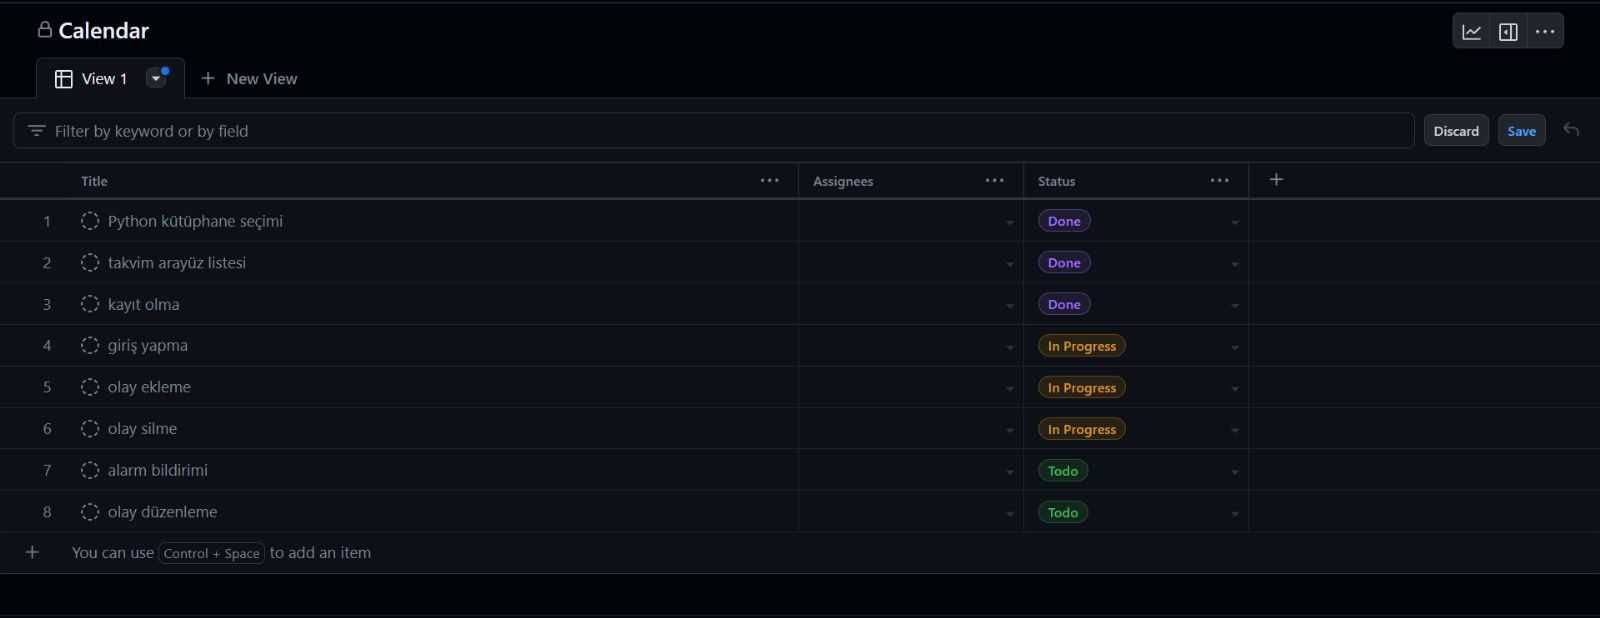 Calendar
View 1 New View
Filter by keyword or by field Discard Save
Title Assignees Status
1 Python kütüphane seçimi Done
2 takvim arayüz listesi Done
3 kayıt olma Done
4 giriş yapma In Progress
5 olay ekleme In Progress
6 olay silme In Progress
7 alarm bildirimi Todo
8 olay düzenleme Todo
You can use Control + Space to add an item